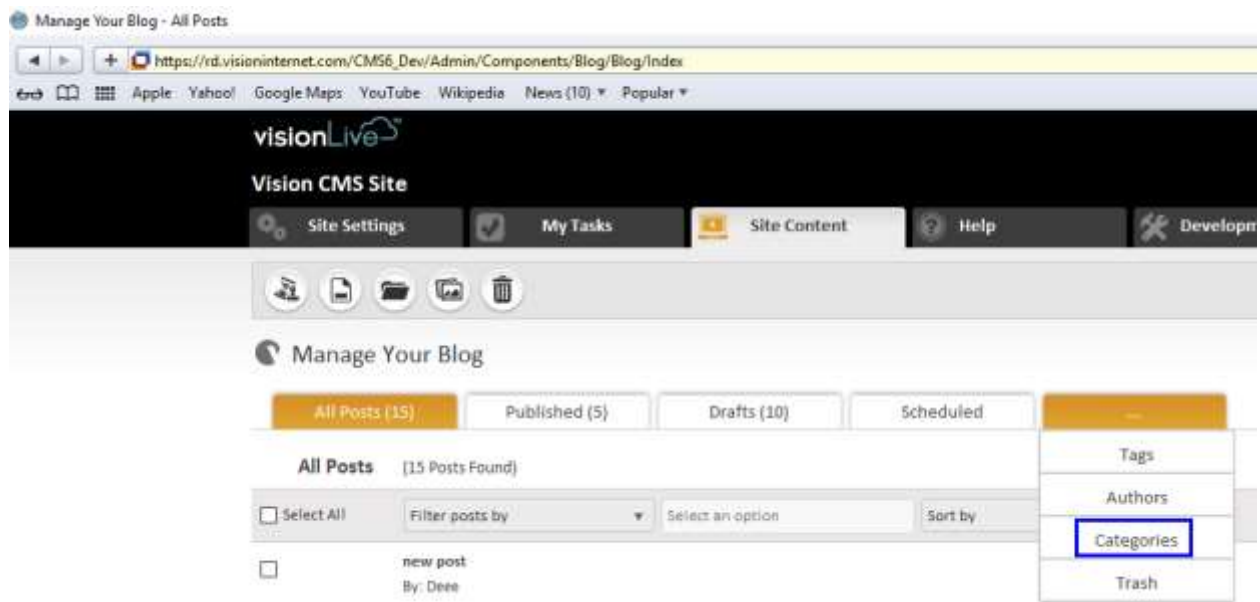 Manage Your Blog - All Posts
https://rd.visioninternet.com/CMS6_Dev/Admin/Components/Blog/Blog/Index
Apple Yahoo! Google Maps YouTube Wikipedia News (10) Popular
visionLive
Vision CMS Site
Site Settings My Tasks Site Content Help Developm
Manage Your Blog
All Posts (15) Published (5) Drafts (10) Scheduled ...
All Posts (15 Posts Found)
Tags
Authors
Select All Filter posts by Select an option Sort by
Categories
new post
By: Deee
Trash